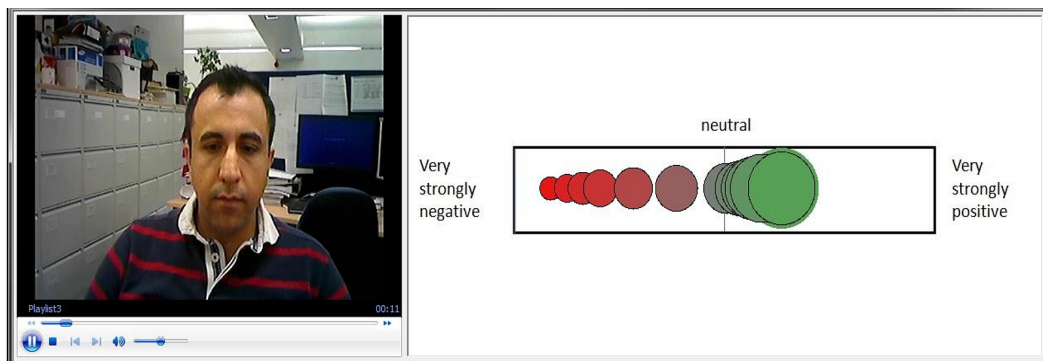 Playlist3
00:11
neutral
Very
strongly
negative
Very
strongly
positive